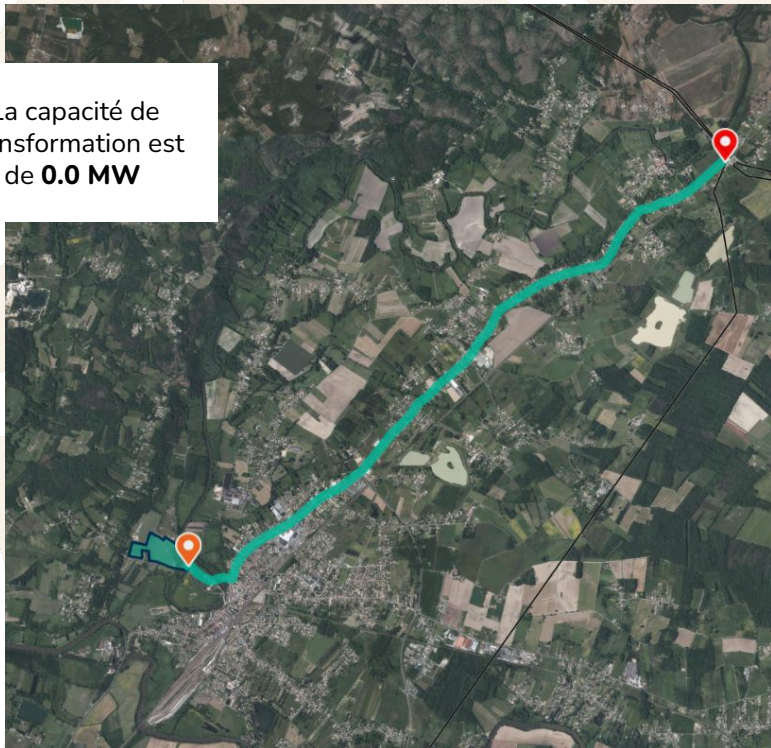 La capacité de
nsformation est
de **0.0 MW**